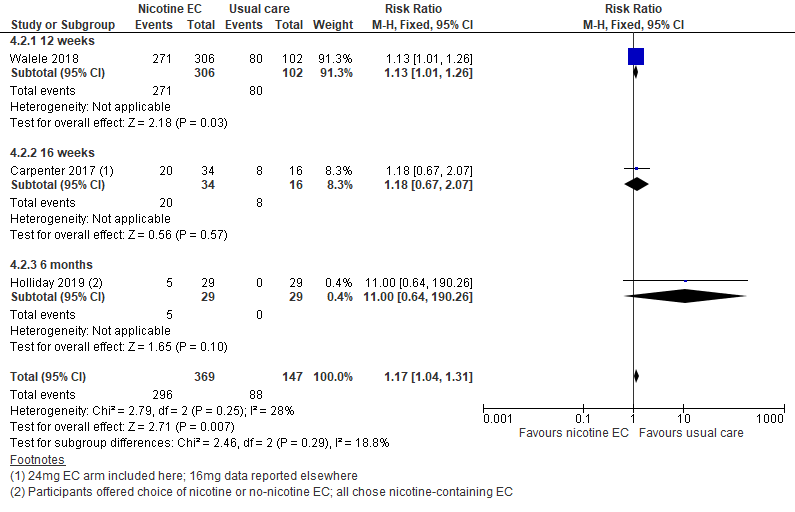 Nicotine EC Usual care Risk Ratio Risk Ratio
Study or Subgroup Events Total Events Total Weight M-H, Fixed, 95% CI M-H, Fixed, 95% CI
4.2.1 12 weeks
Walele 2018 271 306 80 102 91.3% 1.13 [1.01, 1.26]
Subtotal (95% CI) 306 102 91.3% 1.13 [1.01, 1.26]
Total events 271 80
Heterogeneity: Not applicable
Test for overall effect: Z = 2.18 (P = 0.03)
4.2.2 16 weeks
Carpenter 2017 (1) 20 34 8 16 8.3% 1.18 [0.67, 2.07]
Subtotal (95% CI) 34 16 8.3% 1.18 [0.67, 2.07]
Total events 20 8
Heterogeneity: Not applicable
Test for overall effect: Z = 0.56 (P = 0.57)
4.2.3 6 months
Holliday 2019 (2) 5 29 0 29 0.4% 11.00 [0.64, 190.26]
Subtotal (95% CI) 29 29 0.4% 11.00 [0.64, 190.26]
Total events 5 0
Heterogeneity: Not applicable
Test for overall effect: Z = 1.65 (P = 0.10)
Total (95% CI) 369 147 100.0% 1.17 [1.04, 1.31]
Total events 296 88
Heterogeneity: Chi² = 2.79, df = 2 (P = 0.25); I² = 28%
Test for overall effect: Z = 2.71 (P = 0.007)
Test for subgroup differences: Chi² = 2.46, df = 2 (P = 0.29), I² = 18.8%
0.001 0.1 1 10 1000
Favours nicotine EC Favours usual care
Footnotes
(1) 24mg EC arm included here; 16mg data reported elsewhere
(2) Participants offered choice of nicotine or no-nicotine EC; all chose nicotine-containing EC